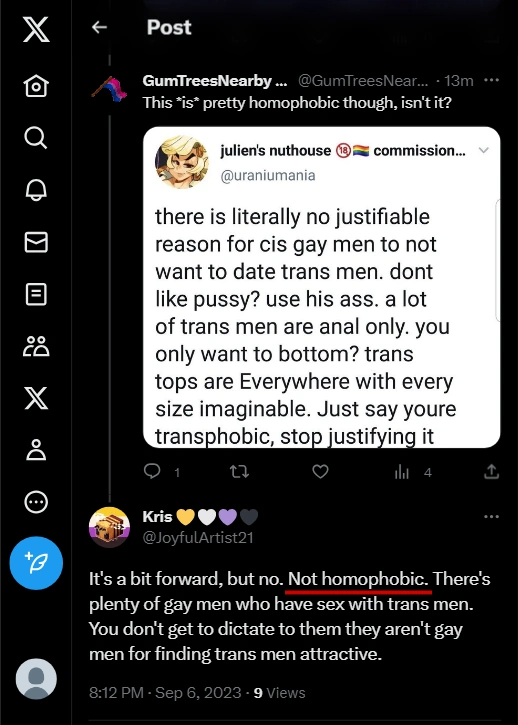 Post
GumTreesNearby ... @GumTreesNear... · 13m
This *is* pretty homophobic though, isn't it?
julien's nuthouse 🔞🏳️‍🌈 commission...
@uraniumania
there is literally no justifiable
reason for cis gay men to not
want to date trans men. dont
like pussy? use his ass. a lot
of trans men are anal only. you
only want to bottom? trans
tops are Everywhere with every
size imaginable. Just say youre
transphobic, stop justifying it
1 4
Kris 💛🤍💜🖤
@JoyfulArtist21
It's a bit forward, but no. Not homophobic. There's
plenty of gay men who have sex with trans men.
You don't get to dictate to them they aren't gay
men for finding trans men attractive.
8:12 PM · Sep 6, 2023 · 9 Views